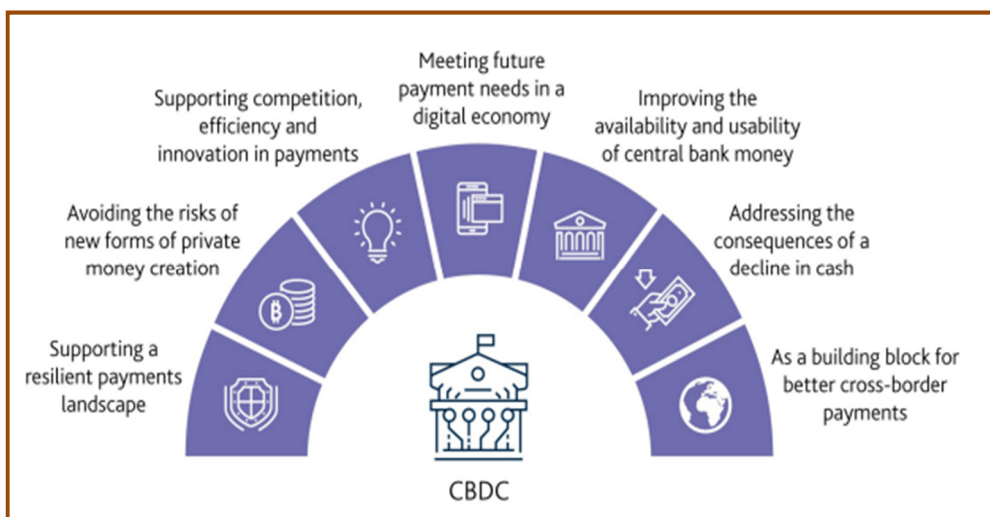 Meeting future
payment needs in a
digital economy
Supporting competition,
efficiency and
innovation in payments
Improving the
availability and usability
of central bank money
Avoiding the risks of
new forms of private
money creation
Addressing the
consequences of a
decline in cash
Supporting a
resilient payments
landscape
As a building block for
better cross-border
payments
B
CBDC